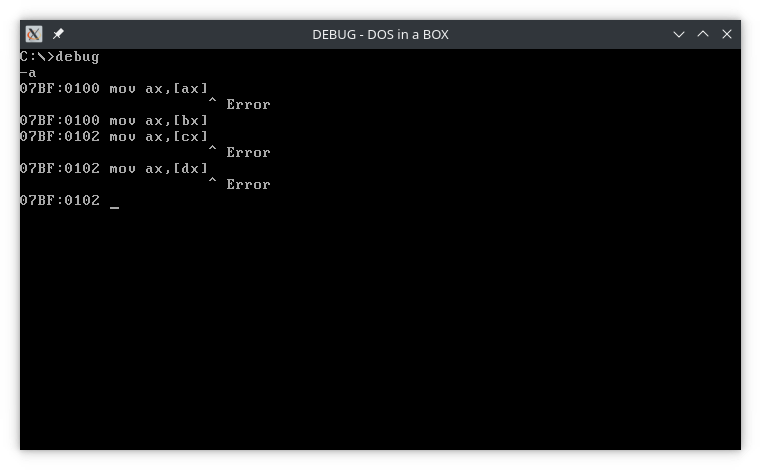 DEBUG - DOS in a BOX
C:\>debug
-a
07BF:0100 mov ax,[ax]
^ Error
07BF:0100 mov ax,[bx]
07BF:0102 mov ax,[cx]
^ Error
07BF:0102 mov ax,[dx]
^ Error
07BF:0102 _